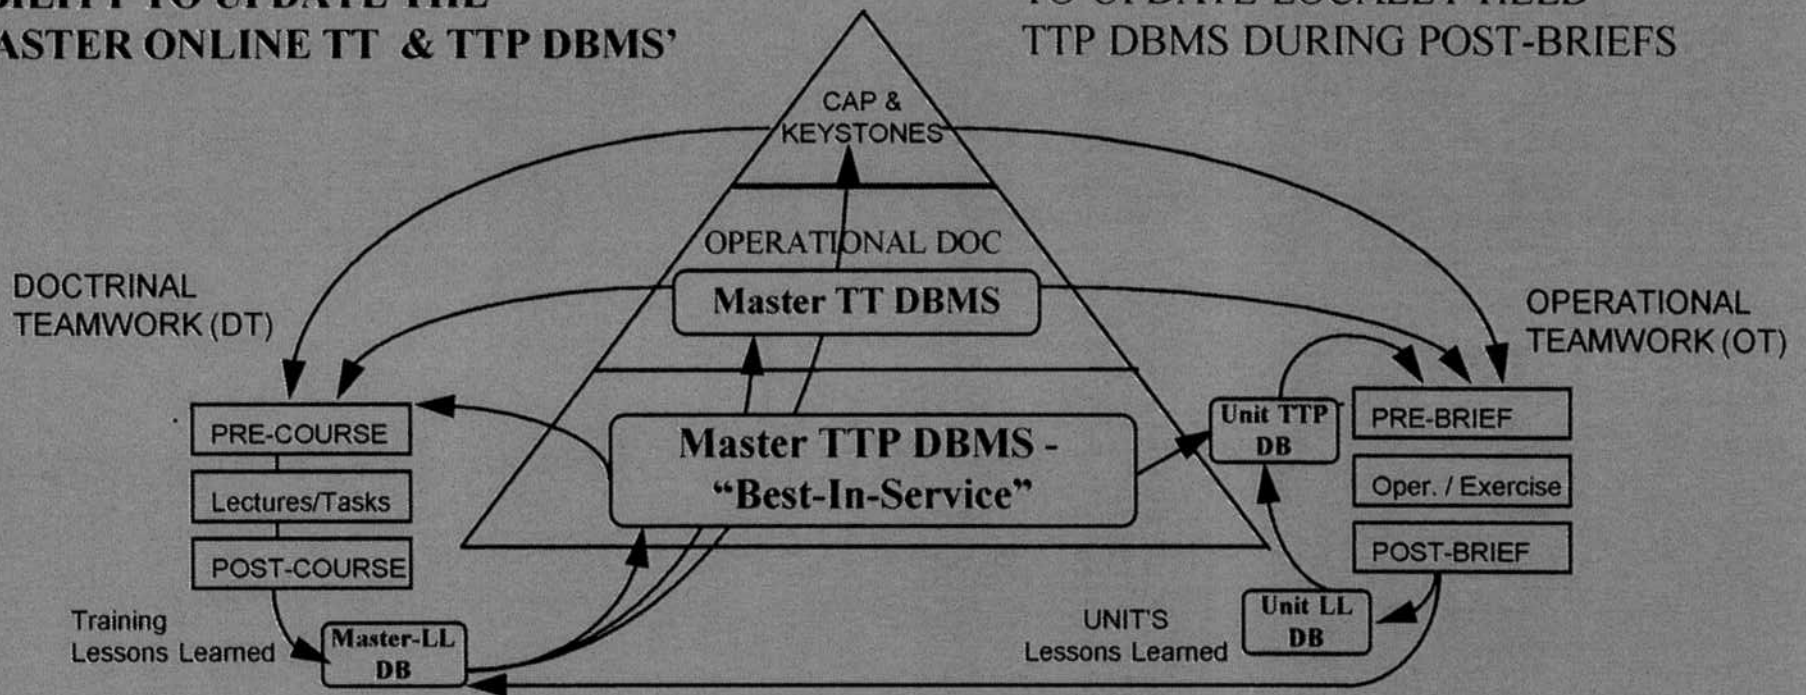 ASTER ONLINE TT & TTP DBMS’
TTP DBMS DURING POST-BRIEFS
CAP &
KEYSTONES
OPERATIONAL DOC
Master TT DBMS
DOCTRINAL
TEAMWORK (DT)
OPERATIONAL
TEAMWORK (OT)
PRE-COURSE
Lectures/Tasks
POST-COURSE
Master TTP DBMS -
“Best-In-Service”
Unit TTP
DB
PRE-BRIEF
Oper. / Exercise
POST-BRIEF
Training
Lessons Learned
Master-LL
DB
UNIT'S
Lessons Learned
Unit LL
DB